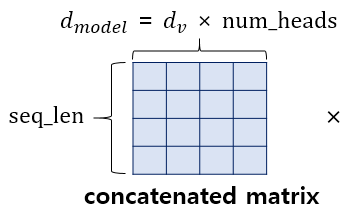 d_model = d_v × num_heads
seq_len
×
concatenated matrix